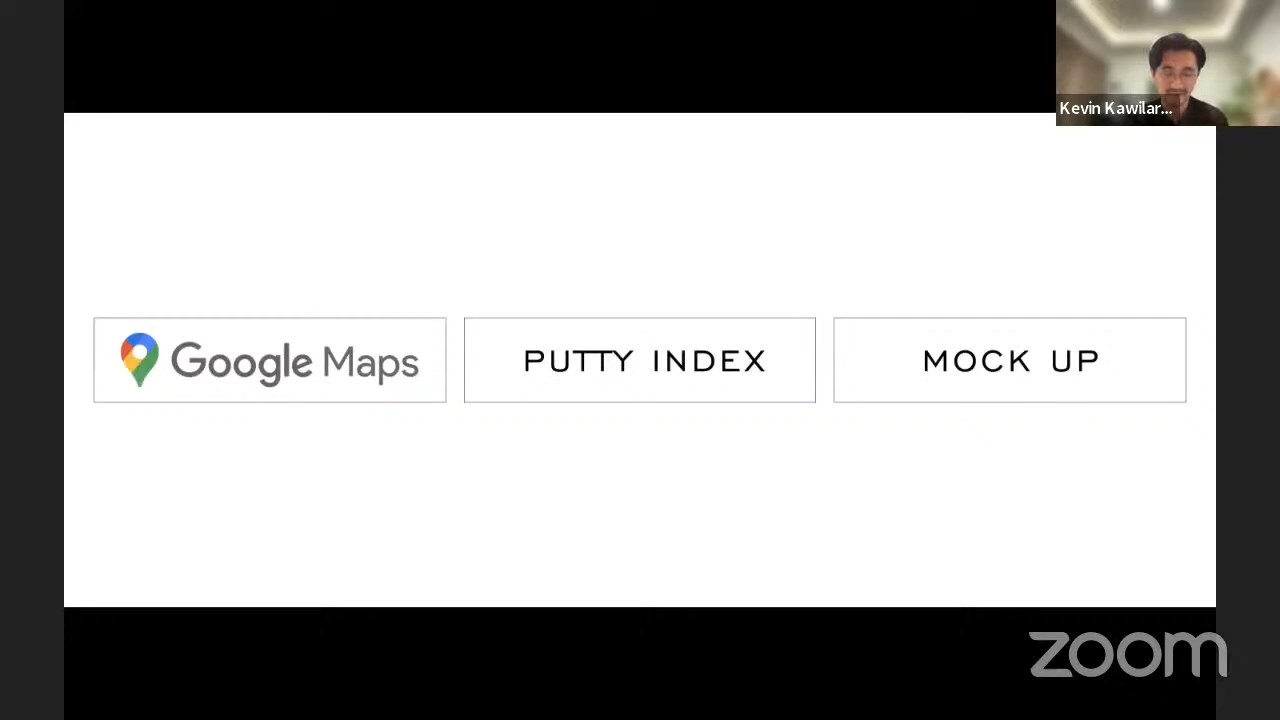 Kevin Kawilar...
Google Maps
PUTTY INDEX
MOCK UP
zoom